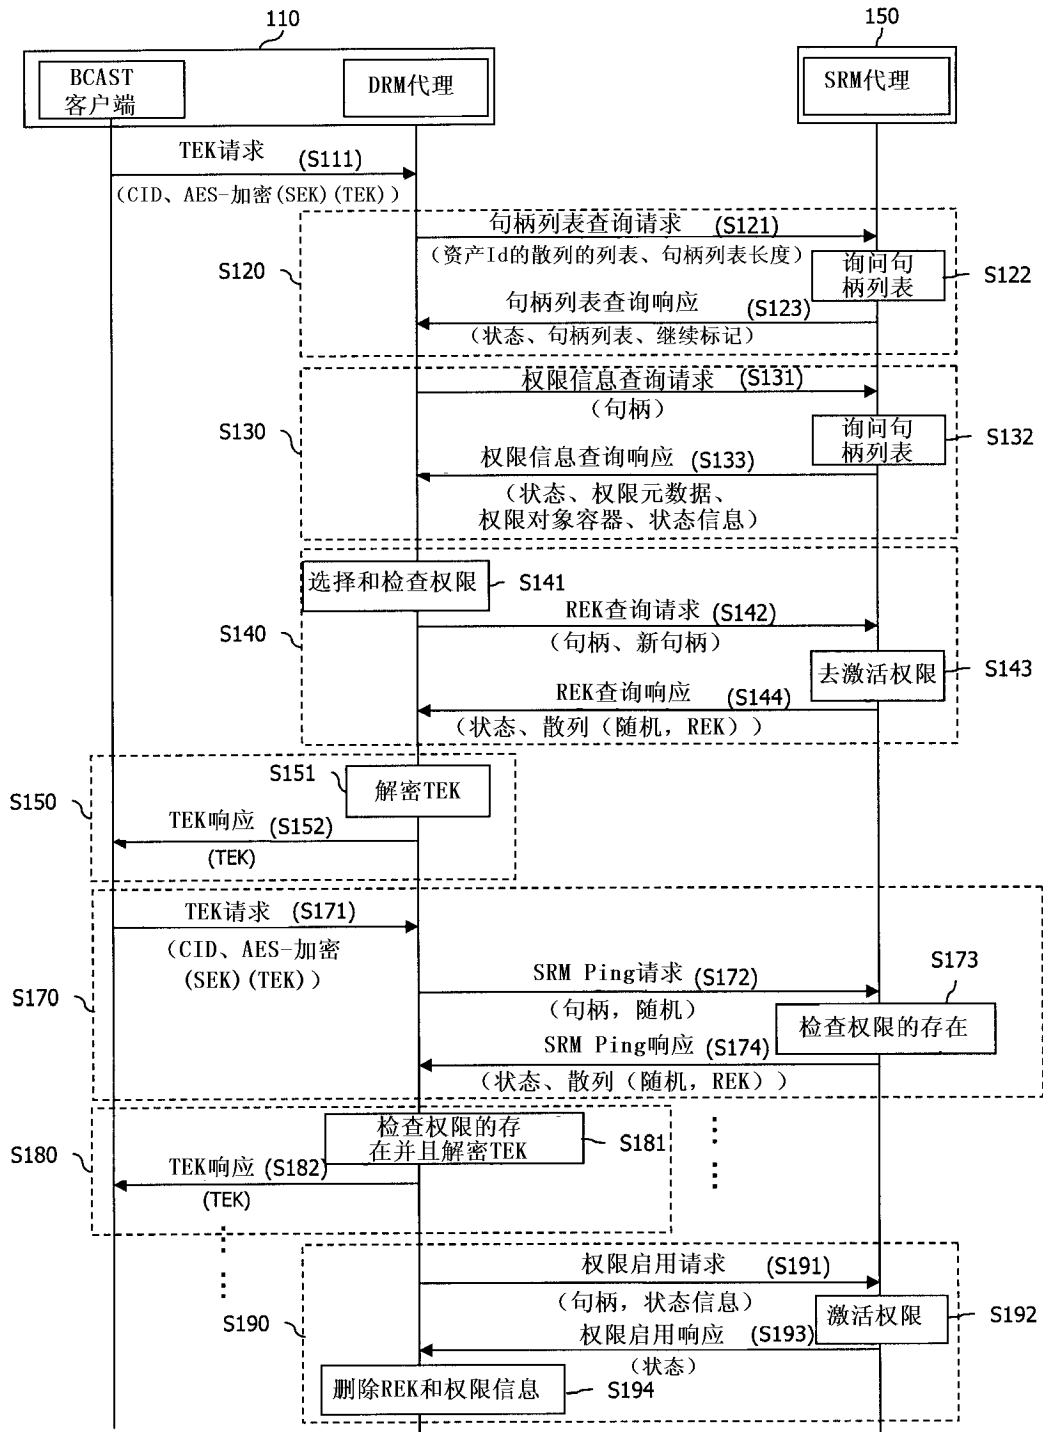 110
150
BCAST
客户端
DRM代理
SRM代理
TEK请求 (S111)
(CID、AES-加密(SEK)(TEK))
S120
句柄列表查询请求 (S121)
(资产Id的散列的列表、句柄列表长度)
询问句
柄列表
S122
句柄列表查询响应 (S123)
(状态、句柄列表、继续标记)
S130
权限信息查询请求 (S131)
(句柄)
询问句
柄列表
S132
权限信息查询响应 (S133)
(状态、权限元数据、
权限对象容器、状态信息)
S140
选择和检查权限
S141
REK查询请求 (S142)
(句柄、新句柄)
去激活权限
S143
REK查询响应 (S144)
(状态、散列(随机,REK))
S150
S151
解密TEK
TEK响应 (S152)
(TEK)
S170
TEK请求 (S171)
(CID、AES-加密
(SEK)(TEK))
SRM Ping请求 (S172)
(句柄,随机)
S173
检查权限的存在
SRM Ping响应 (S174)
(状态、散列(随机,REK))
S180
检查权限的存
在并且解密TEK
S181
TEK响应 (S182)
(TEK)
S190
权限启用请求 (S191)
(句柄,状态信息)
激活权限
S192
权限启用响应 (S193)
(状态)
删除REK和权限信息
S194